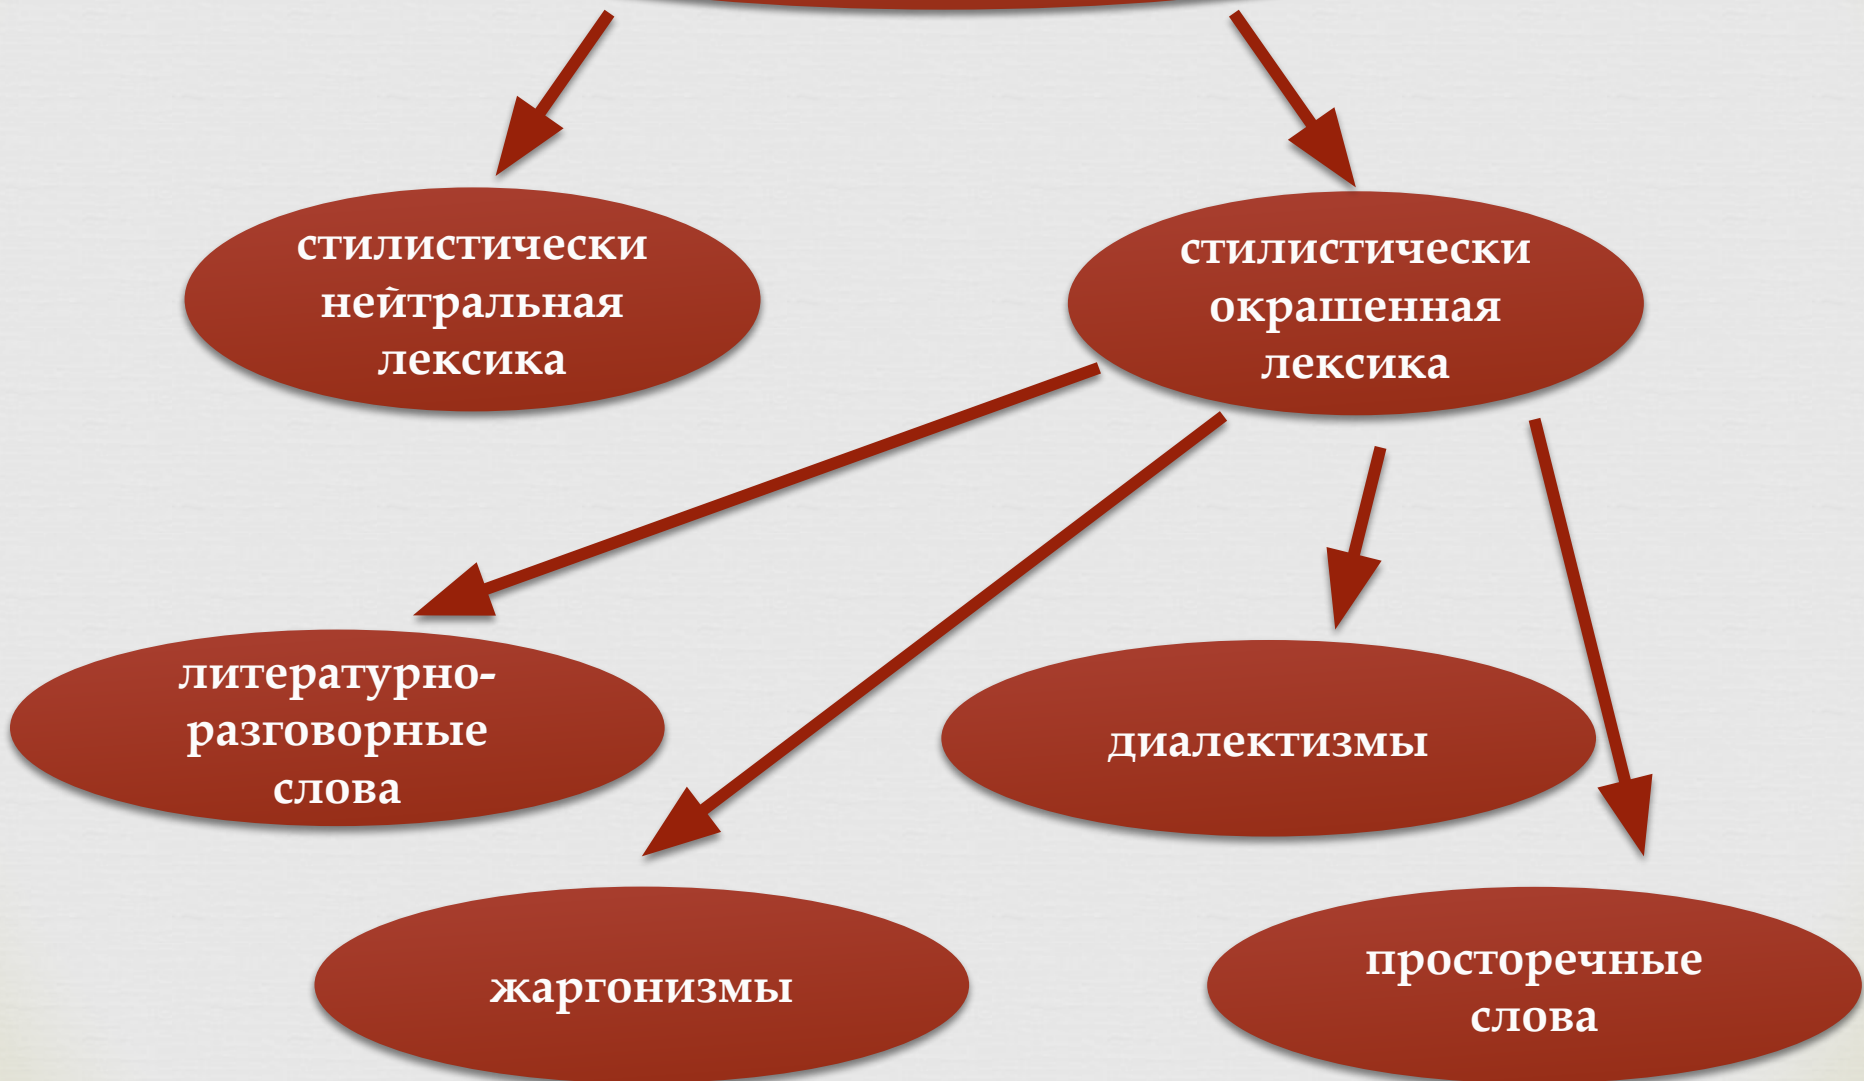 стилистически
нейтральная
лексика
стилистически
окрашенная
лексика
литературно-
разговорные
слова
диалектизмы
жаргонизмы
просторечные
слова